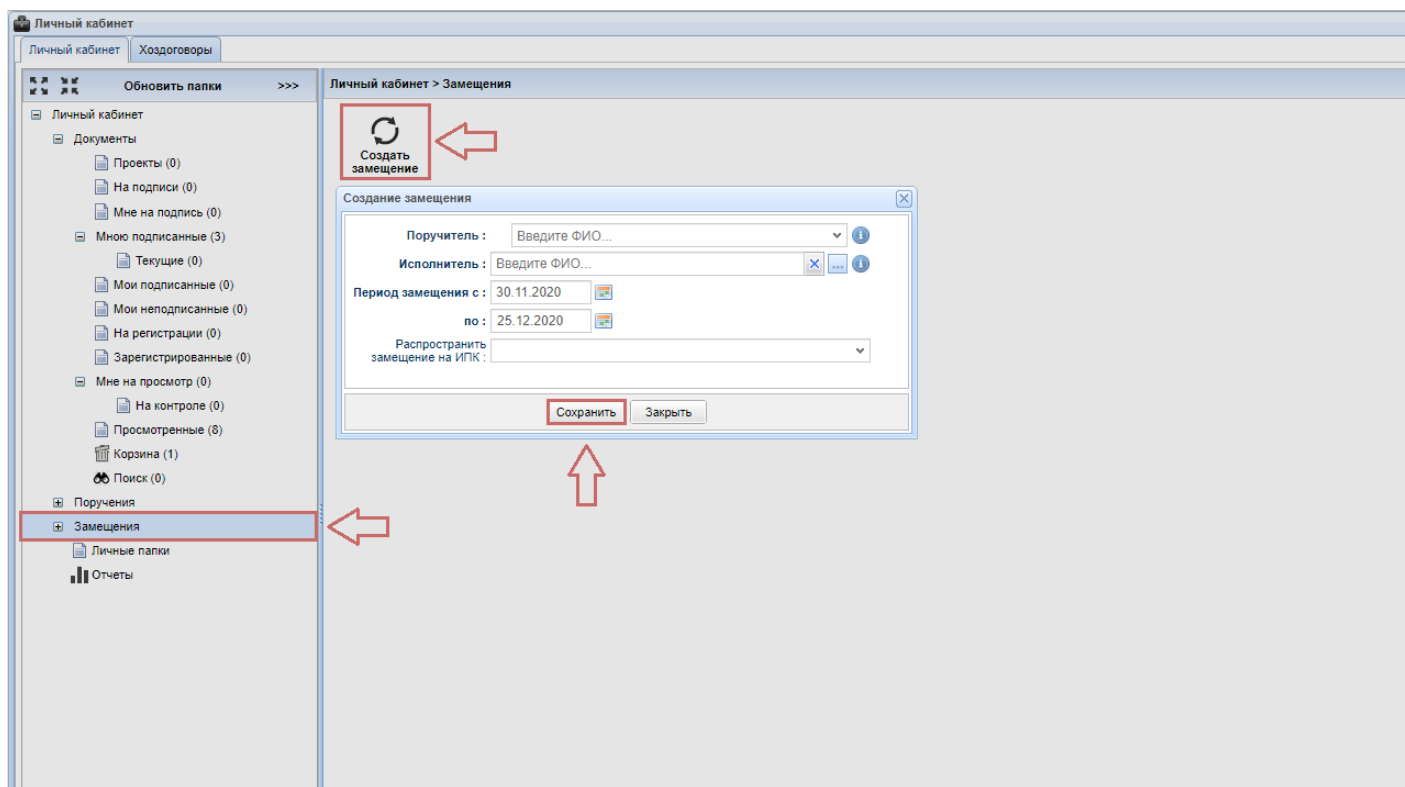 Личный кабинет
Личный кабинет Хоздоговоры
Обновить папки >>>
Личный кабинет
Документы
Проекты (0)
На подписи (0)
Мне на подпись (0)
Мною подписанные (3)
Текущие (0)
Мои подписанные (0)
Мои неподписанные (0)
На регистрации (0)
Зарегистрированные (0)
Мне на просмотр (0)
На контроле (0)
Просмотренные (8)
Корзина (1)
Поиск (0)
Поручения
Замещения
Личные папки
Отчеты
Личный кабинет > Замещения
Создать
замещение
Создание замещения
Поручитель : Введите ФИО...
Исполнитель : Введите ФИО...
Период замещения с : 30.11.2020
по : 25.12.2020
Распространить
замещение на ИПК :
Сохранить Закрыть